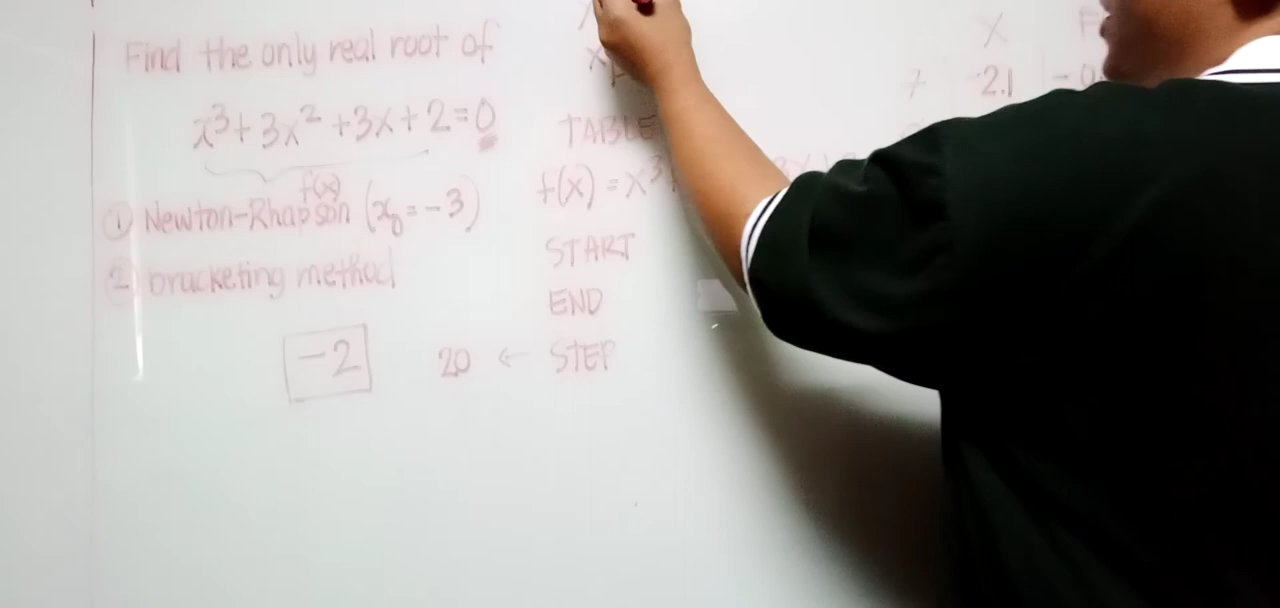 Find the only real root of
x³+3x²+3x+2=0
f(x)
① Newton-Rhapson (x₀=-3)
② bracketing method
-2
20 ← STEP
TABLE
f(x)=x³
START
END
X
7 -2.1